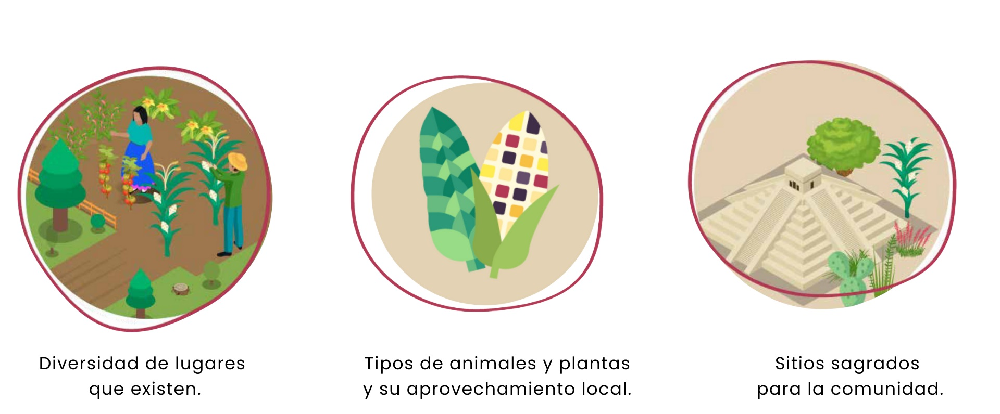 Diversidad de lugares
que existen.
Tipos de animales y plantas
y su aprovechamiento local.
Sitios sagrados
para la comunidad.